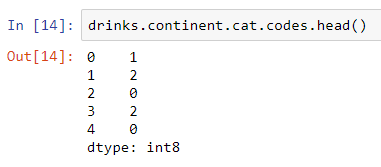 In [14]: drinks.continent.cat.codes.head()
Out[14]: 0    1
1    2
2    0
3    2
4    0
dtype: int8